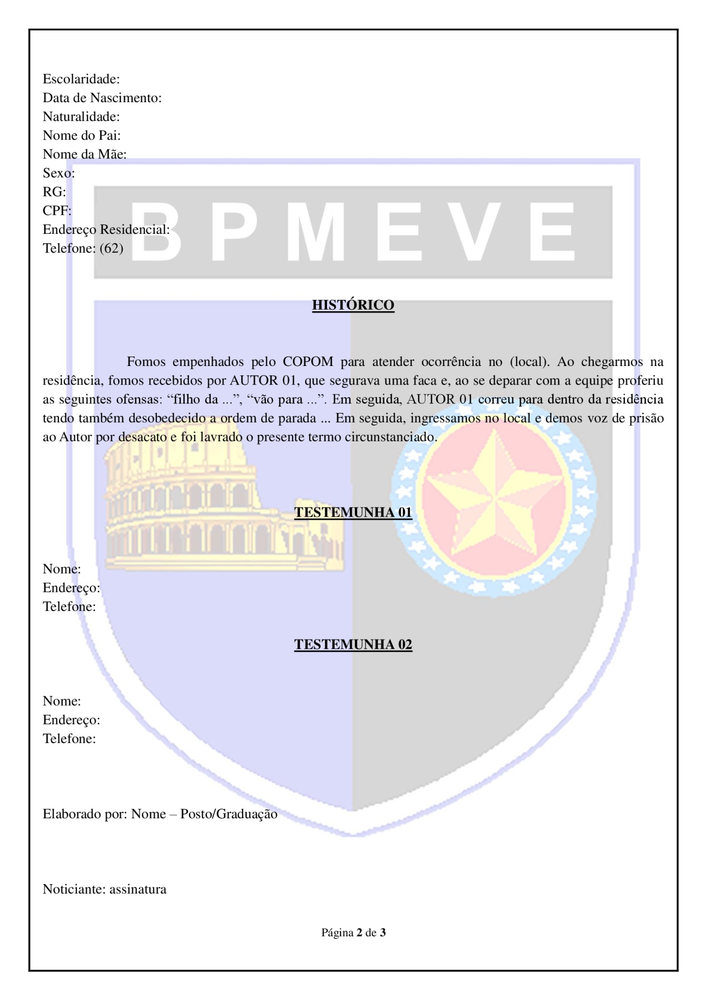 Escolaridade:
Data de Nascimento:
Naturalidade:
Nome do Pai:
Nome da Mãe:
Sexo:
RG:
CPF:
Endereço Residencial:
Telefone: (62)
BPMEVE
HISTÓRICO
Fomos empenhados pelo COPOM para atender ocorrência no (local). Ao chegarmos na
residência, fomos recebidos por AUTOR 01, que segurava uma faca e, ao se deparar com a equipe proferiu
as seguintes ofensas: “filho da ...”, “vão para ...”. Em seguida, AUTOR 01 correu para dentro da residência
tendo também desobedecido a ordem de parada ... Em seguida, ingressamos no local e demos voz de prisão
ao Autor por desacato e foi lavrado o presente termo circunstanciado.
TESTEMUNHA 01
Nome:
Endereço:
Telefone:
TESTEMUNHA 02
Nome:
Endereço:
Telefone:
Elaborado por: Nome – Posto/Graduação
Noticiante: assinatura
Página 2 de 3